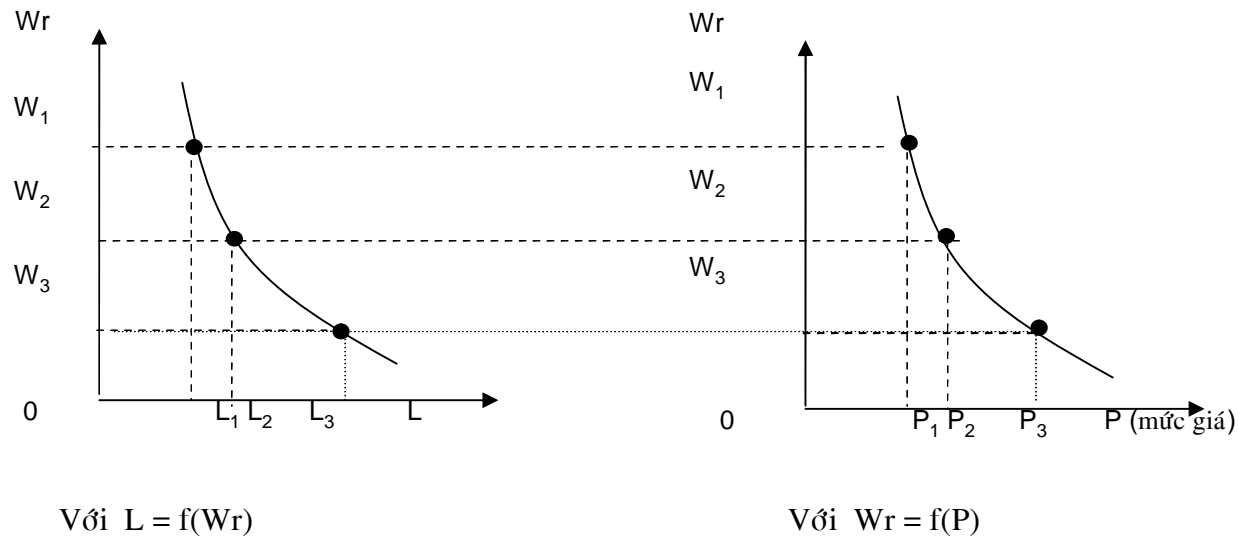 Wr
W₁
W₂
W₃
0
L₁ L₂ L₃ L
Với L = f(Wr)
Wr
W₁
W₂
W₃
0
P₁ P₂ P₃ P (mức giá)
Với Wr = f(P)